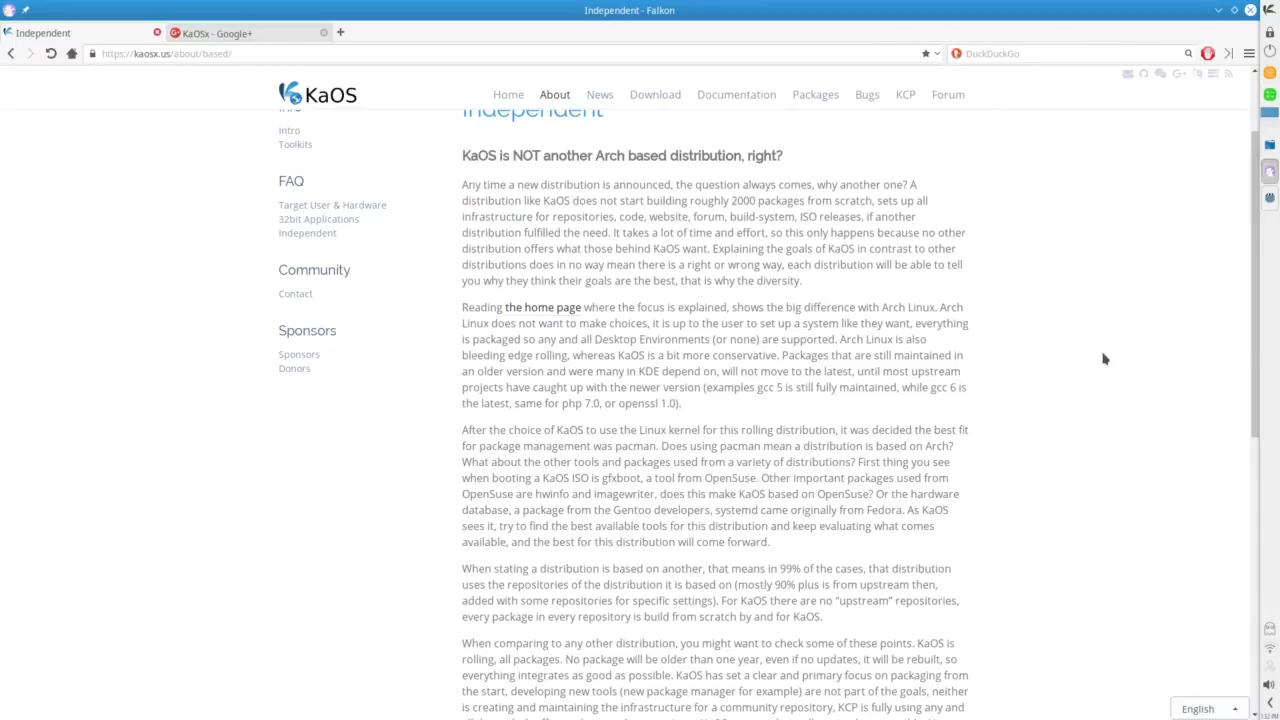 Independent - Falkon
Independent
KaOSx - Google+
https://kaosx.us/about/based/
DuckDuckGo
KaOS
Home About News Download Documentation Packages Bugs KCP Forum
Intro
Toolkits
FAQ
Target User & Hardware
32bit Applications
Independent
Community
Contact
Sponsors
Sponsors
Donors
Independent
KaOS is NOT another Arch based distribution, right?
Any time a new distribution is announced, the question always comes, why another one? A
distribution like KaOS does not start building roughly 2000 packages from scratch, sets up all
infrastructure for repositories, code, website, forum, build-system, ISO releases, if another
distribution fulfilled the need. It takes a lot of time and effort, so this only happens because no other
distribution offers what those behind KaOS want. Explaining the goals of KaOS in contrast to other
distributions does in no way mean there is a right or wrong way, each distribution will be able to tell
you why they think their goals are the best, that is why the diversity.
Reading the home page where the focus is explained, shows the big difference with Arch Linux. Arch
Linux does not want to make choices, it is up to the user to set up a system like they want, everything
is packaged so any and all Desktop Environments (or none) are supported. Arch Linux is also
bleeding edge rolling, whereas KaOS is a bit more conservative. Packages that are still maintained in
an older version and were many in KDE depend on, will not move to the latest, until most upstream
projects have caught up with the newer version (examples gcc 5 is still fully maintained, while gcc 6 is
the latest, same for php 7.0, or openssl 1.0).
After the choice of KaOS to use the Linux kernel for this rolling distribution, it was decided the best fit
for package management was pacman. Does using pacman mean a distribution is based on Arch?
What about the other tools and packages used from a variety of distributions? First thing you see
when booting a KaOS ISO is gfxboot, a tool from OpenSuse. Other important packages used from
OpenSuse are hwinfo and imagewriter, does this make KaOS based on OpenSuse? Or the hardware
database, a package from the Gentoo developers, systemd came originally from Fedora. As KaOS
sees it, try to find the best available tools for this distribution and keep evaluating what comes
available, and the best for this distribution will come forward.
When stating a distribution is based on another, that means in 99% of the cases, that distribution
uses the repositories of the distribution it is based on (mostly 90% plus is from upstream then,
added with some repositories for specific settings). For KaOS there are no “upstream” repositories,
every package in every repository is build from scratch by and for KaOS.
When comparing to any other distribution, you might want to check some of these points. KaOS is
rolling, all packages. No package will be older than one year, even if no updates, it will be rebuilt, so
everything integrates as good as possible. KaOS has set a clear and primary focus on packaging from
the start, developing new tools (new package manager for example) are not part of the goals, neither
is creating and maintaining the infrastructure for a community repository, KCP is fully using any and
English